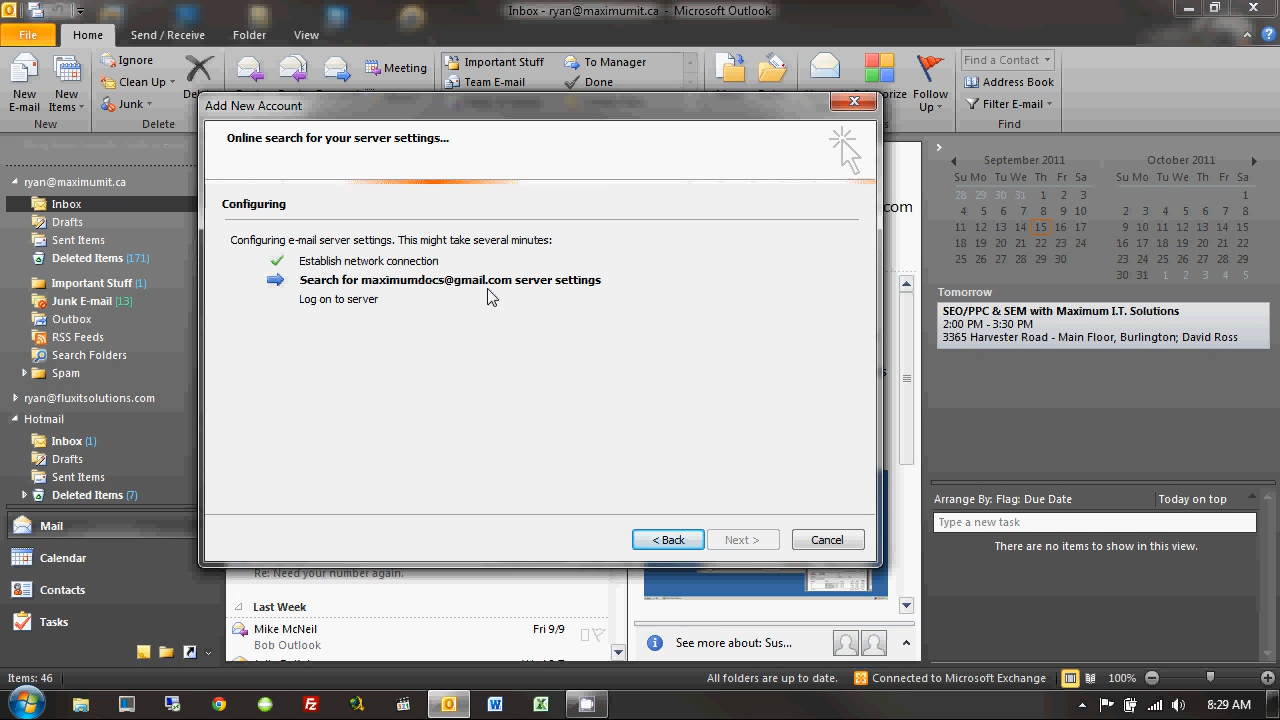 Inbox - ryan@maximumit.ca - Microsoft Outlook
File Home Send / Receive Folder View
New E-mail
New Items
New
Ignore
Clean Up
Junk
Delete
Meeting
Important Stuff
Team E-mail
To Manager
Done
Follow Up
Find a Contact
Address Book
Filter E-mail
Find
ryan@maximumit.ca
Inbox
Drafts
Sent Items
Deleted Items (171)
Important Stuff (1)
Junk E-mail [13]
Outbox
RSS Feeds
Search Folders
Spam
ryan@fluxitsolutions.com
Hotmail
Inbox (1)
Drafts
Sent Items
Deleted Items (7)
Mail
Calendar
Contacts
Tasks
Add New Account
Online search for your server settings...
Configuring
Configuring e-mail server settings. This might take several minutes:
Establish network connection
Search for maximumdocs@gmail.com server settings
Log on to server
< Back Next > Cancel
com
Re: Need your number again.
Last Week
Mike McNeil Fri 9/9
Bob Outlook
See more about: Sus...
September 2011
Su Mo Tu We Th Fr Sa
28 29 30 31 1 2 3
4 5 6 7 8 9 10
11 12 13 14 15 16 17
18 19 20 21 22 23 24
25 26 27 28 29 30
October 2011
Su Mo Tu We Thu Fr Sa
1
2 3 4 5 6 7 8
9 10 11 12 13 14 15
16 17 18 19 20 21 22
23 24 25 26 27 28 29
30 31 1 2 3 4 5
Tomorrow
SEO/PPC & SEM with Maximum I.T. Solutions
2:00 PM - 3:30 PM
3365 Harvester Road - Main Floor, Burlington; David Ross
Arrange By: Flag: Due Date Today on top
Type a new task
There are no items to show in this view.
Items: 46
All folders are up to date.
Connected to Microsoft Exchange
100%
8:29 AM